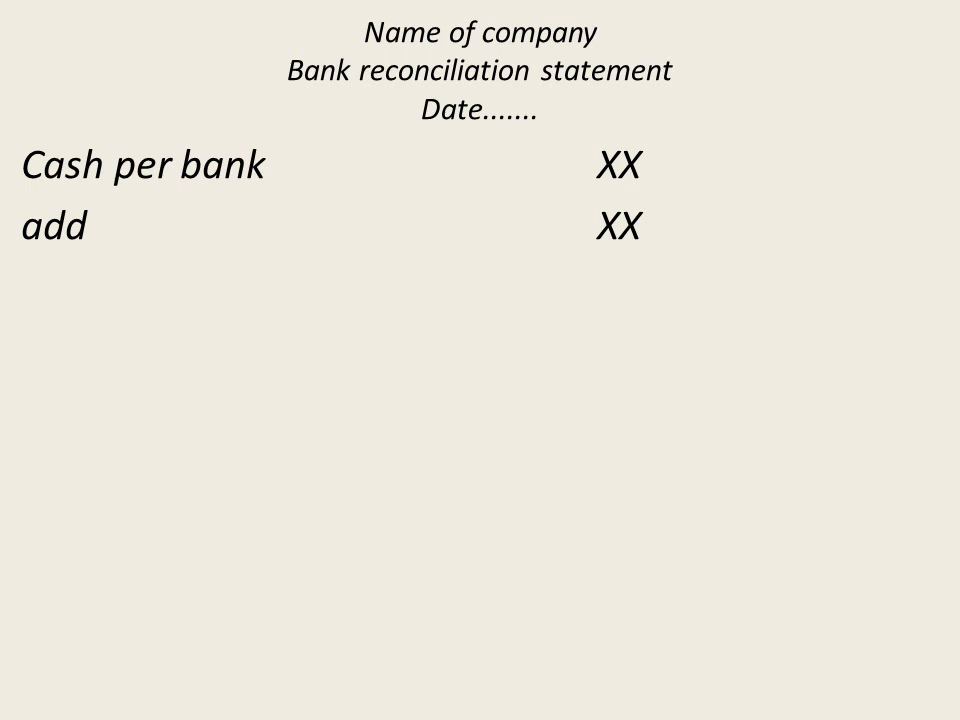 Name of company
Bank reconciliation statement
Date.......
Cash per bank XX
add XX